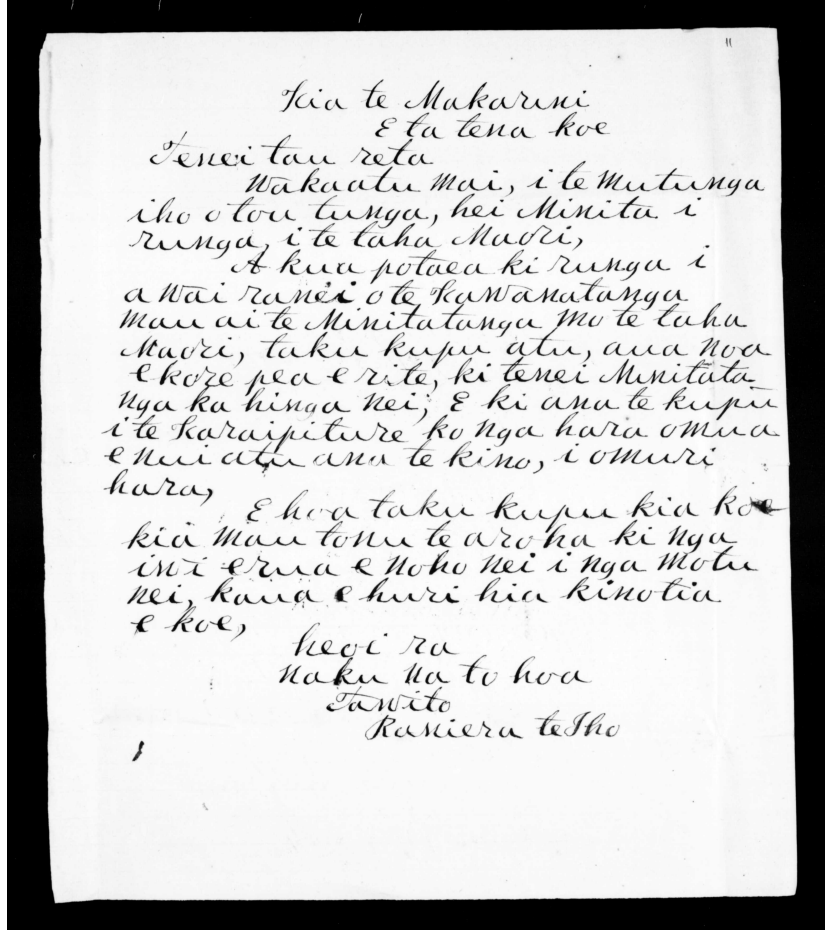 11
Kia te Makarini
E ta tena koe
Tenei tau reta
Wakaatu mai, i te mutunga
iho o tou tunga, hei Minita i
runga, i te taha Maori,
A kua potaea ki runga i
a wai ranei o te Kawanatanga
mau ai te Minitatanga mo te taha
Maori, taku kupu atu, aua noa
e kore pea e rite, ki tenei Minitata
nga ka hinga nei; E ki ana te kupu
i te Karaipiture ko nga hara o mua
e nui atu ana te kino, i o muri
hara,
E hoa taku kupu kia koe
kia mau tonu te aroha ki nga
iwi erua e noho nei i nga motu
nei, kaua e huri hia kinotia
e koe,
heoi ra
naku na to hoa
Tawito
Raniera te Iho